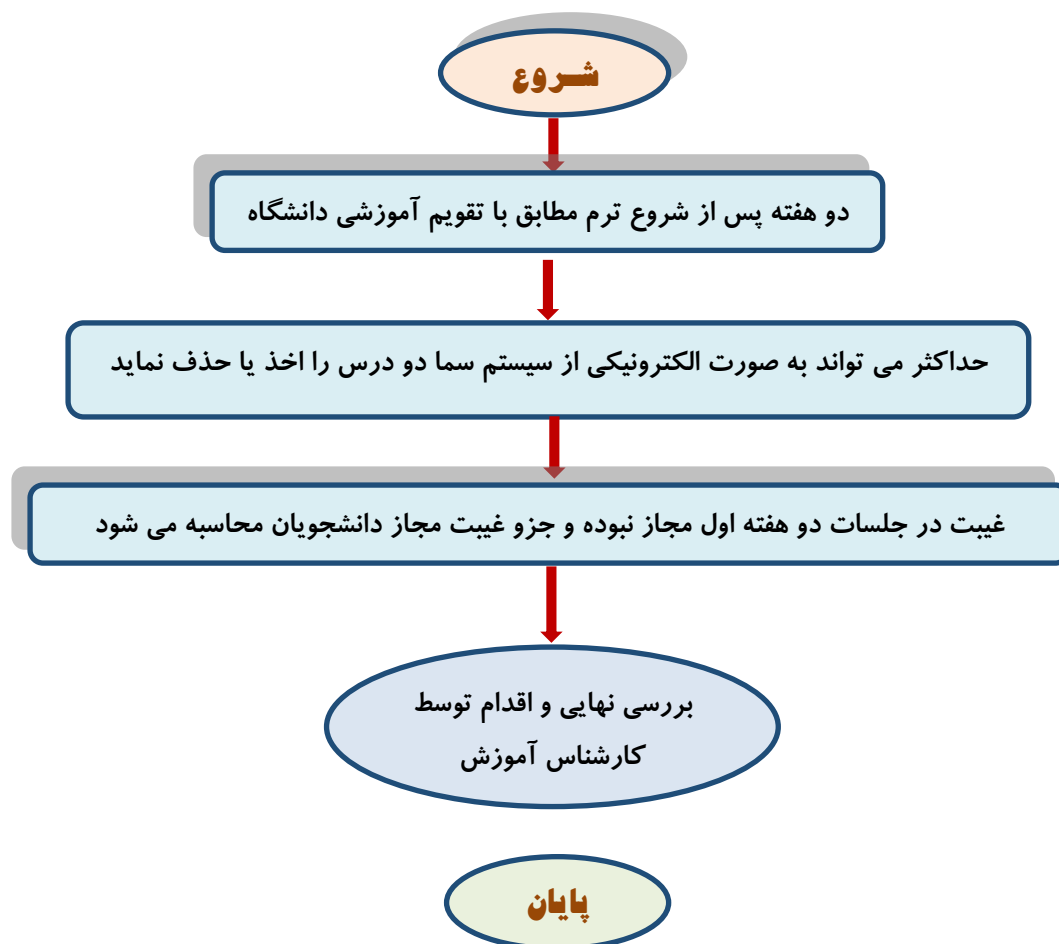 شروع
دو هفته پس از شروع ترم مطابق با تقویم آموزشی دانشگاه
حداکثر می تواند به صورت الکترونیکی از سیستم سما دو درس را اخذ یا حذف نماید
غیبت در جلسات دو هفته اول مجاز نبوده و جزو غیبت مجاز دانشجویان محاسبه می شود
بررسی نهایی و اقدام توسط
کارشناس آموزش
پایان